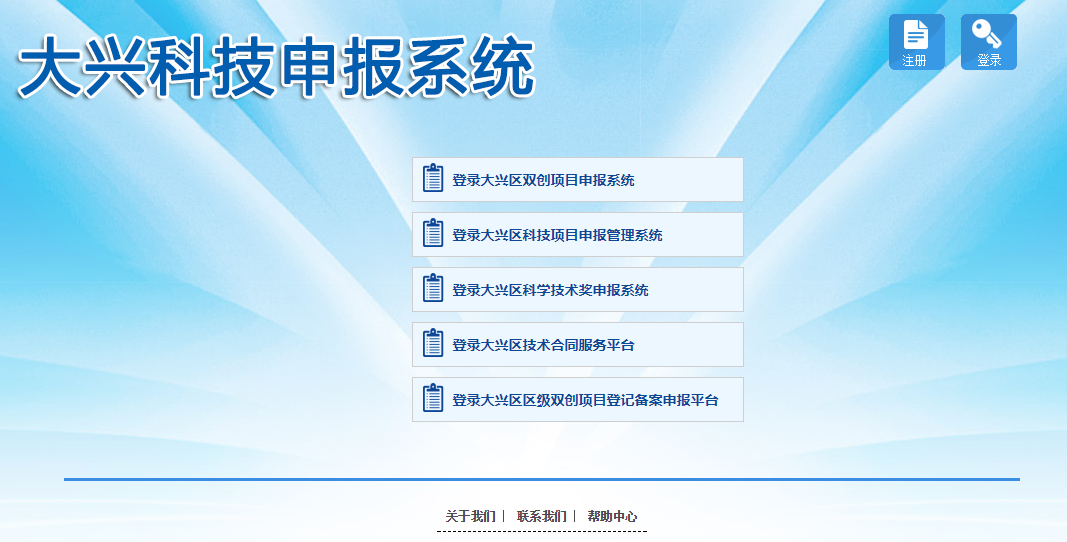 大兴科技申报系统
注册
登录
登录大兴区双创项目申报系统
登录大兴区科技项目申报管理系统
登录大兴区科学技术奖申报系统
登录大兴区技术合同服务平台
登录大兴区区级双创项目登记备案申报平台
关于我们 | 联系我们 | 帮助中心